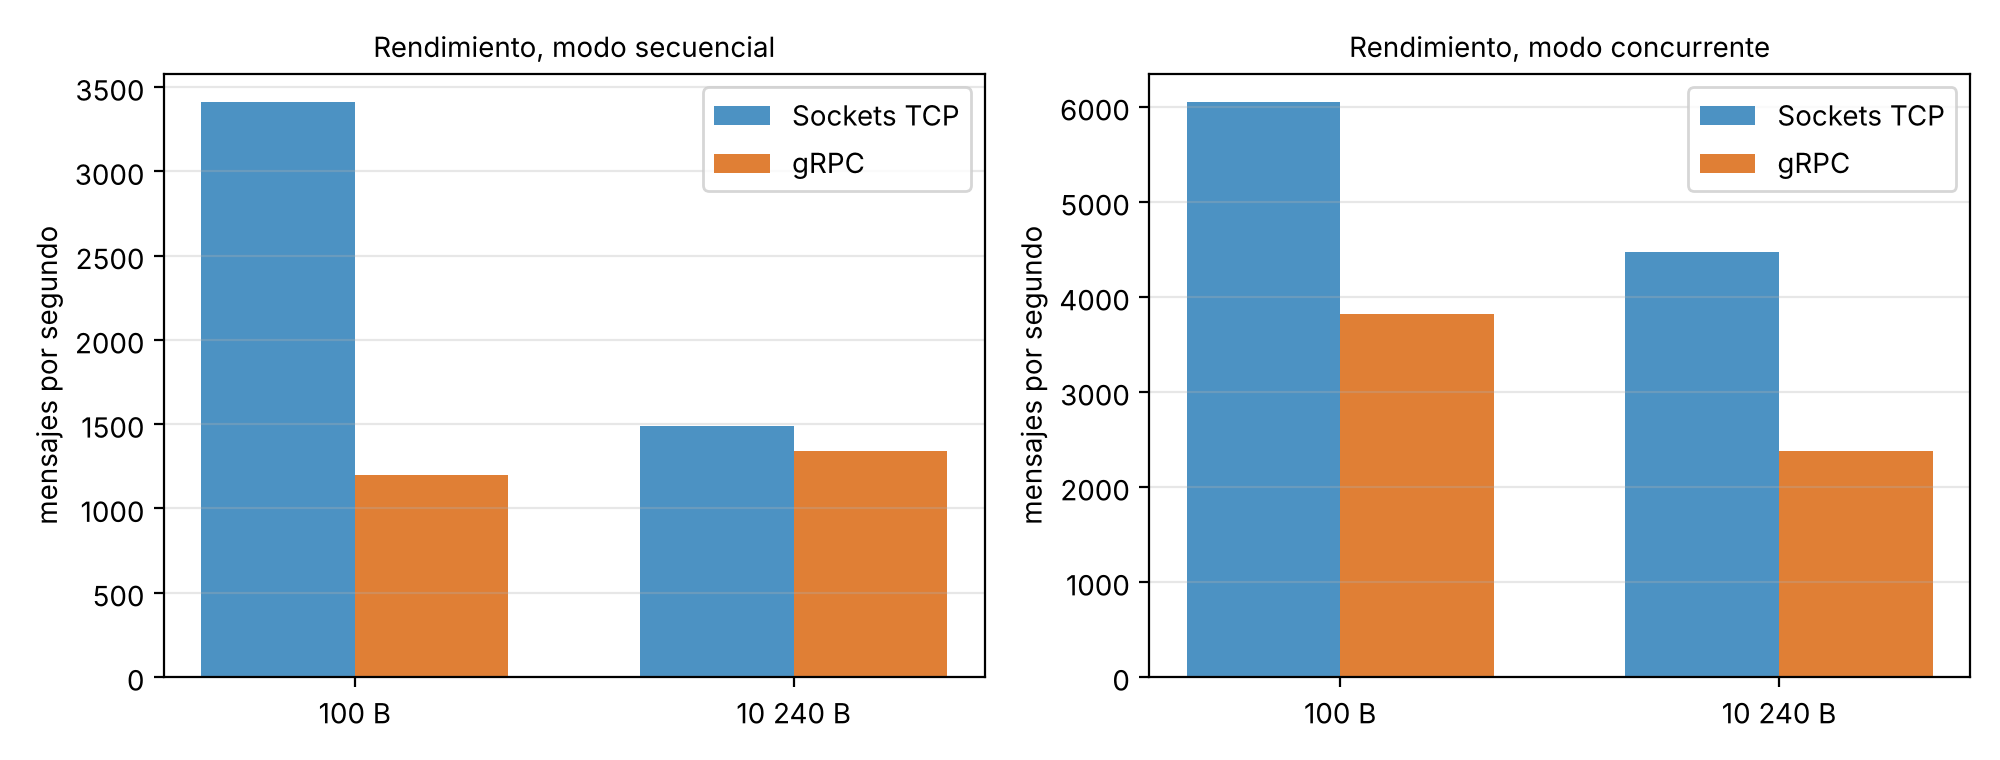 Rendimiento, modo secuencial
mensajes por segundo
3500
3000
2500
2000
1500
1000
500
0
Sockets TCP
gRPC
100 B
10 240 B
Rendimiento, modo concurrente
mensajes por segundo
6000
5000
4000
3000
2000
1000
0
Sockets TCP
gRPC
100 B
10 240 B